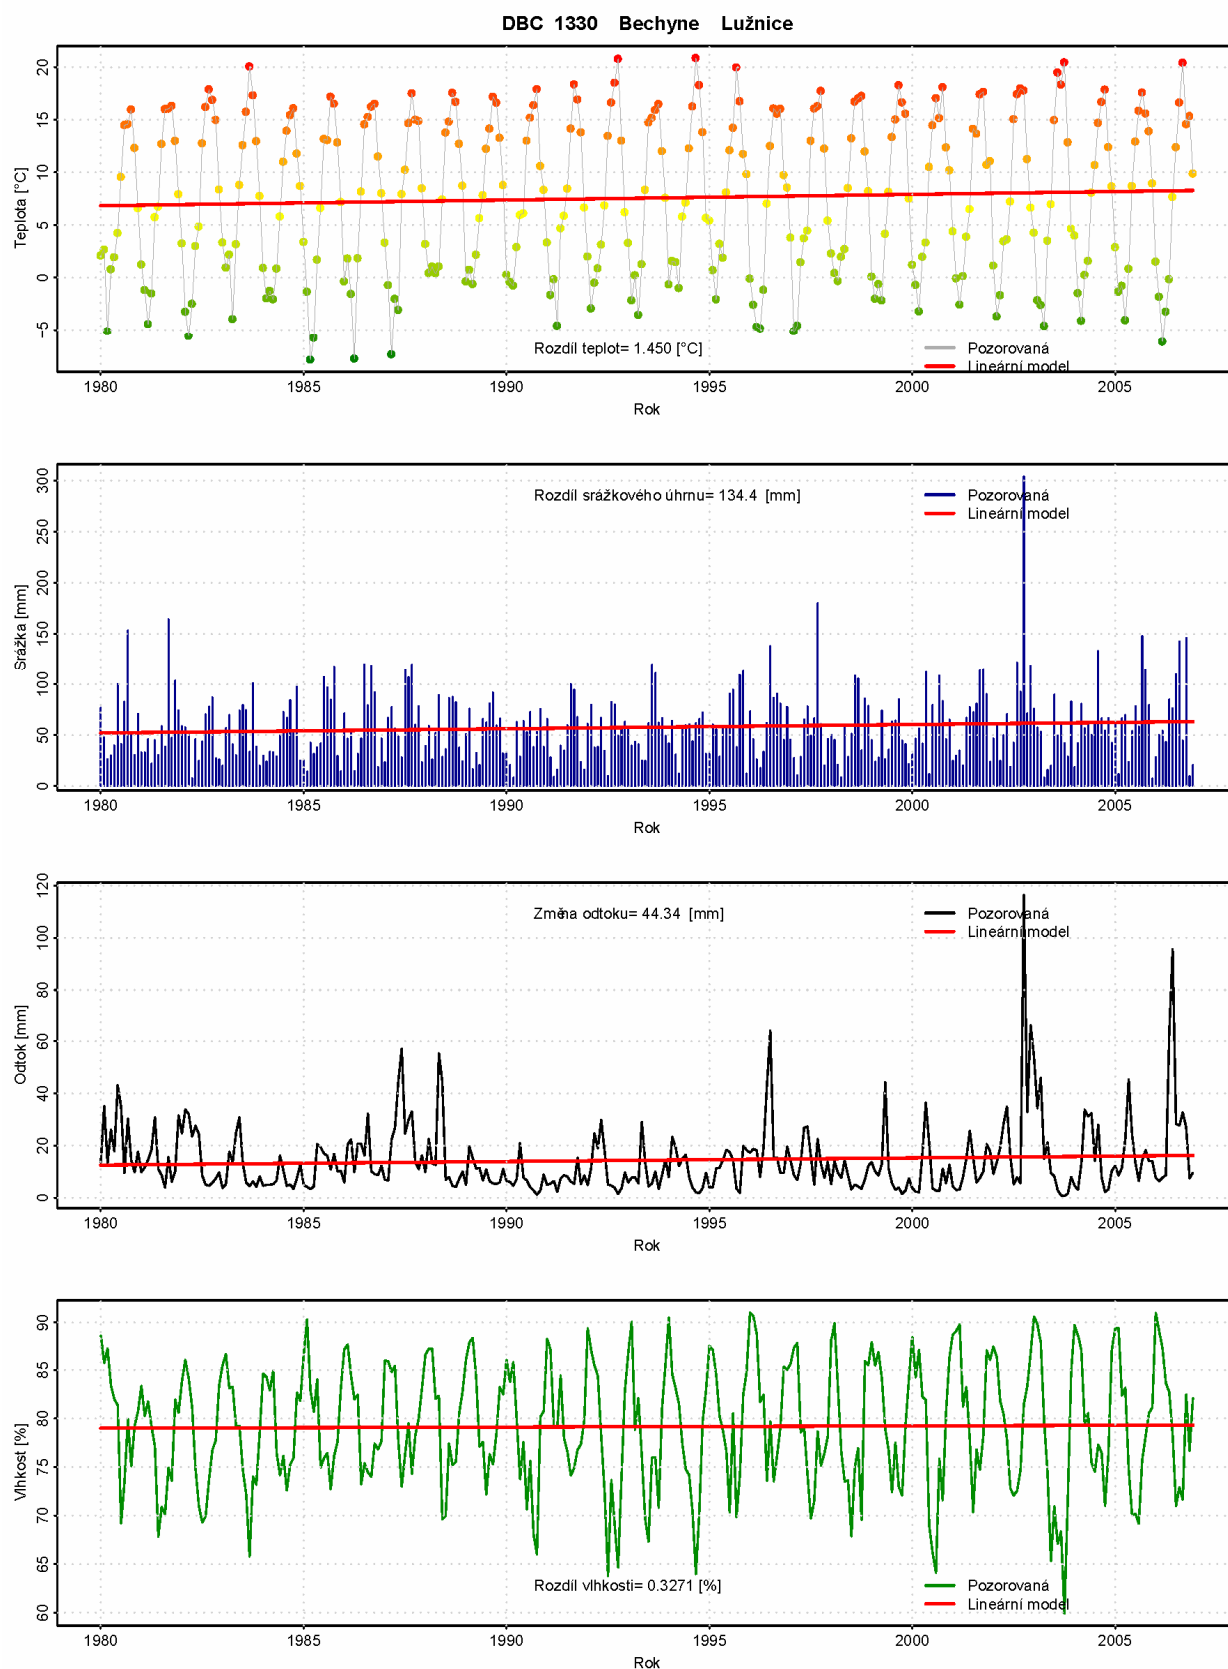 DBC 1330 Bechyne Lužnice
Teplota [°C]
20
15
10
5
0
−5
Rozdíl teplot= 1.450 [°C]
Pozorovaná
Lineární model
1980 1985 1990 1995 2000 2005
Rok
Srážka [mm]
300
250
200
150
100
50
0
Rozdíl srážkového úhrnu= 134.4 [mm]
Pozorovaná
Lineární model
1980 1985 1990 1995 2000 2005
Rok
Odtok [mm]
120
100
80
60
40
20
0
Změna odtoku= 44.34 [mm]
Pozorovaná
Lineární model
1980 1985 1990 1995 2000 2005
Rok
Vlhkost [%]
90
85
80
75
70
65
60
Rozdíl vlhkosti= 0.3271 [%]
Pozorovaná
Lineární model
1980 1985 1990 1995 2000 2005
Rok